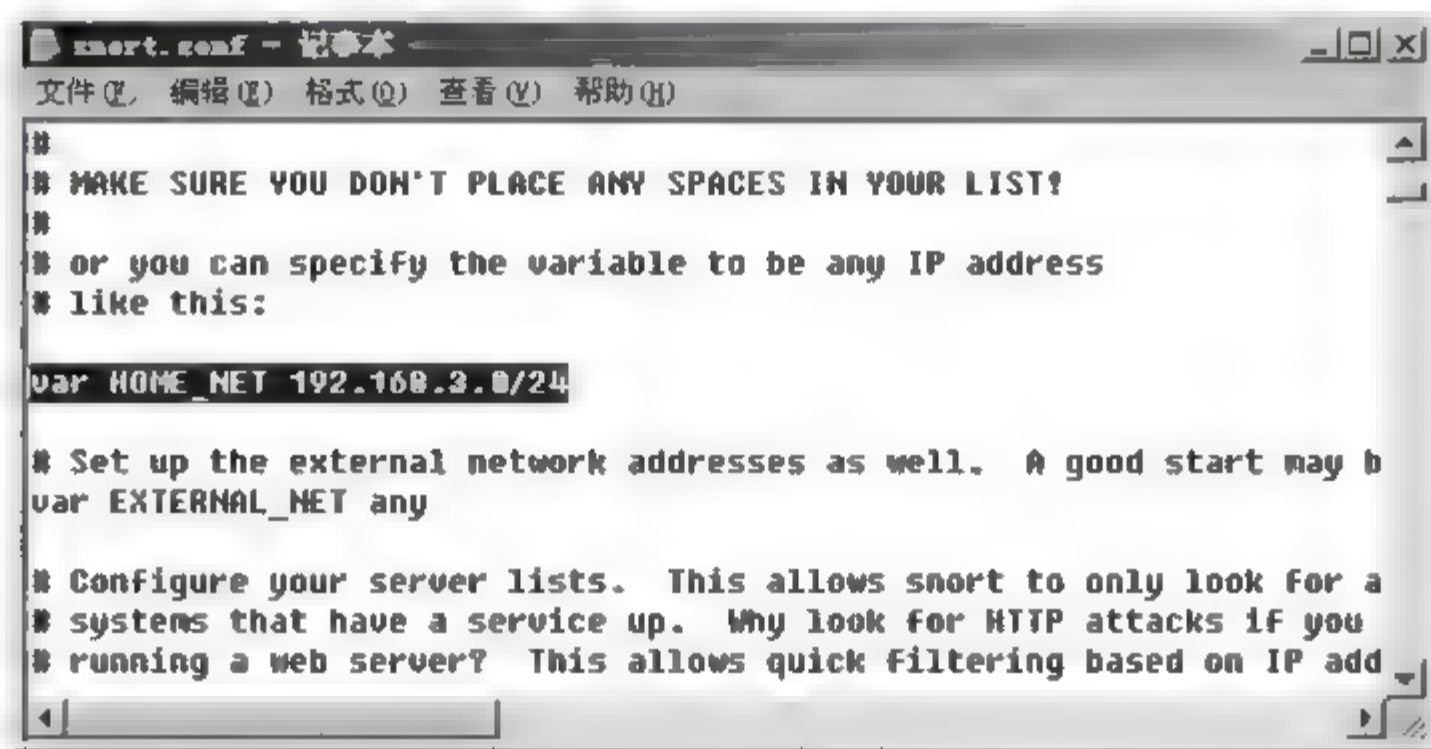 snort.conf - 记事本
文件(F) 编辑(E) 格式(O) 查看(V) 帮助(H)
#
# MAKE SURE YOU DON'T PLACE ANY SPACES IN YOUR LIST!
#
# or you can specify the variable to be any IP address
# like this:
var HOME_NET 192.168.3.0/24
# Set up the external network addresses as well.  A good start may b
var EXTERNAL_NET any
# Configure your server lists.  This allows snort to only look for a
# systems that have a service up.  Why look for HTTP attacks if you
# running a web server?  This allows quick filtering based on IP add